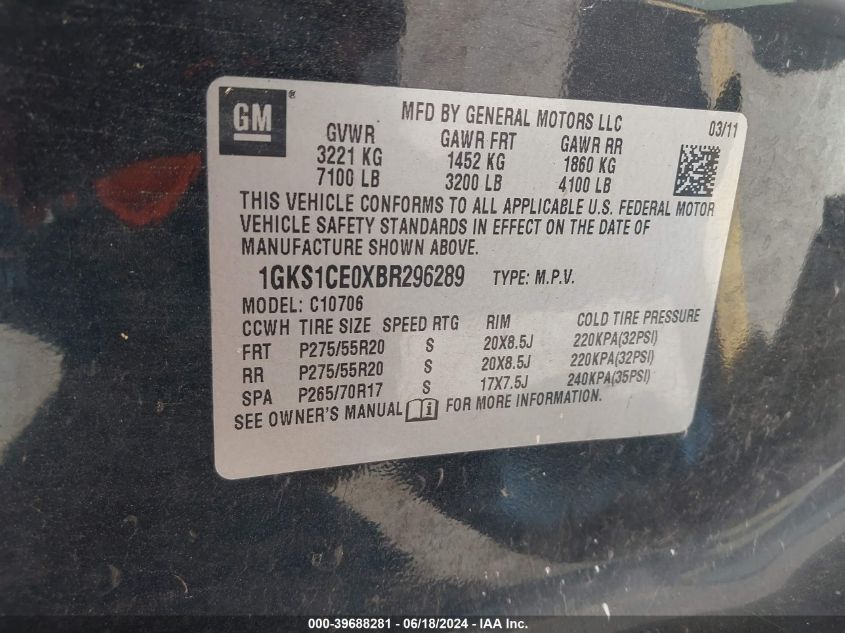 GM ®
MFD BY GENERAL MOTORS LLC 03/11
GVWR GAWR FRT GAWR RR
3221 KG 1452 KG 1860 KG
7100 LB 3200 LB 4100 LB
THIS VEHICLE CONFORMS TO ALL APPLICABLE U.S. FEDERAL MOTOR
VEHICLE SAFETY STANDARDS IN EFFECT ON THE DATE OF
MANUFACTURE SHOWN ABOVE.
1GKS1CE0XBR296289 TYPE: M.P.V.
MODEL: C10706
CCWH TIRE SIZE SPEED RTG RIM COLD TIRE PRESSURE
FRT P275/55R20 S 20X8.5J 220KPA(32PSI)
RR P275/55R20 S 20X8.5J 220KPA(32PSI)
SPA P265/70R17 S 17X7.5J 240KPA(35PSI)
SEE OWNER'S MANUAL i FOR MORE INFORMATION.
000-39688281 - 06/18/2024 - IAA Inc.